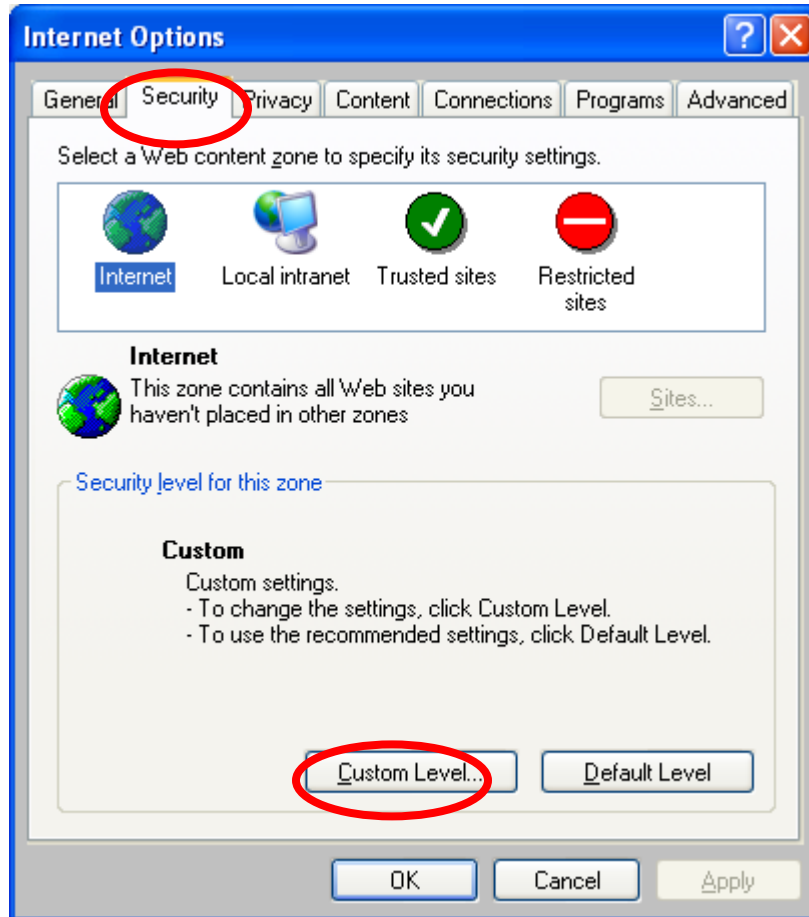 Internet Options
General Security Privacy Content Connections Programs Advanced
Select a Web content zone to specify its security settings.
Internet Local intranet Trusted sites Restricted
sites
Internet
This zone contains all Web sites you
haven't placed in other zones
Sites...
Security level for this zone
Custom
Custom settings.
- To change the settings, click Custom Level.
- To use the recommended settings, click Default Level.
Custom Level... Default Level
OK Cancel Apply